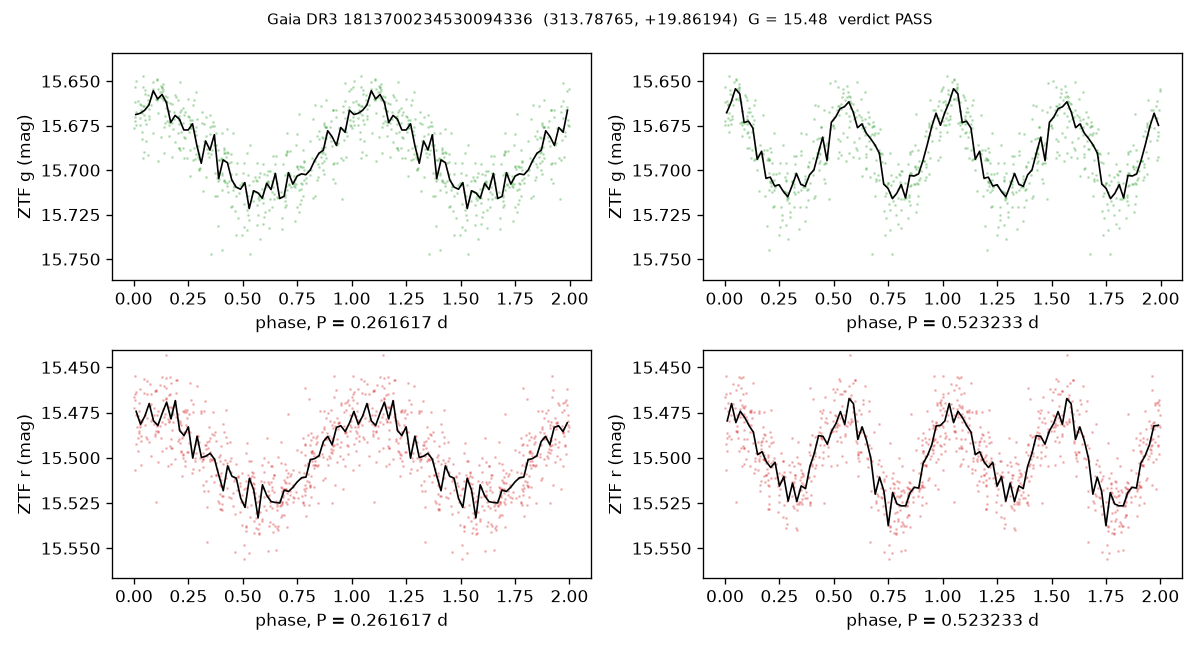 Gaia DR3 1813700234530094336  (313.78765, +19.86194)  G = 15.48  verdict PASS
ZTF g (mag)
15.650
15.675
15.700
15.725
15.750
0.00 0.25 0.50 0.75 1.00 1.25 1.50 1.75 2.00
phase, P = 0.261617 d
ZTF g (mag)
15.650
15.675
15.700
15.725
15.750
0.00 0.25 0.50 0.75 1.00 1.25 1.50 1.75 2.00
phase, P = 0.523233 d
ZTF r (mag)
15.450
15.475
15.500
15.525
15.550
0.00 0.25 0.50 0.75 1.00 1.25 1.50 1.75 2.00
phase, P = 0.261617 d
ZTF r (mag)
15.450
15.475
15.500
15.525
15.550
0.00 0.25 0.50 0.75 1.00 1.25 1.50 1.75 2.00
phase, P = 0.523233 d